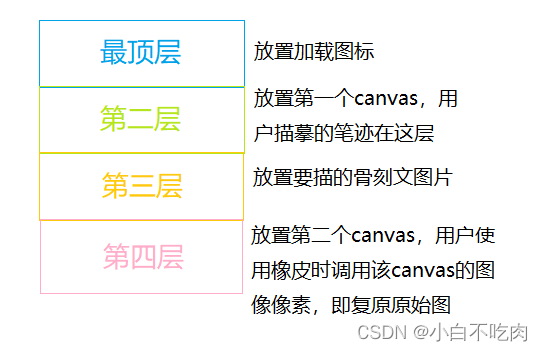 最顶层
放置加载图标
第二层
放置第一个canvas，用
户描摹的笔迹在这层
第三层
放置要描的骨刻文图片
第四层
放置第二个canvas，用户使
用橡皮时调用该canvas的图
像像素，即复原原始图
CSDN @小白不吃肉